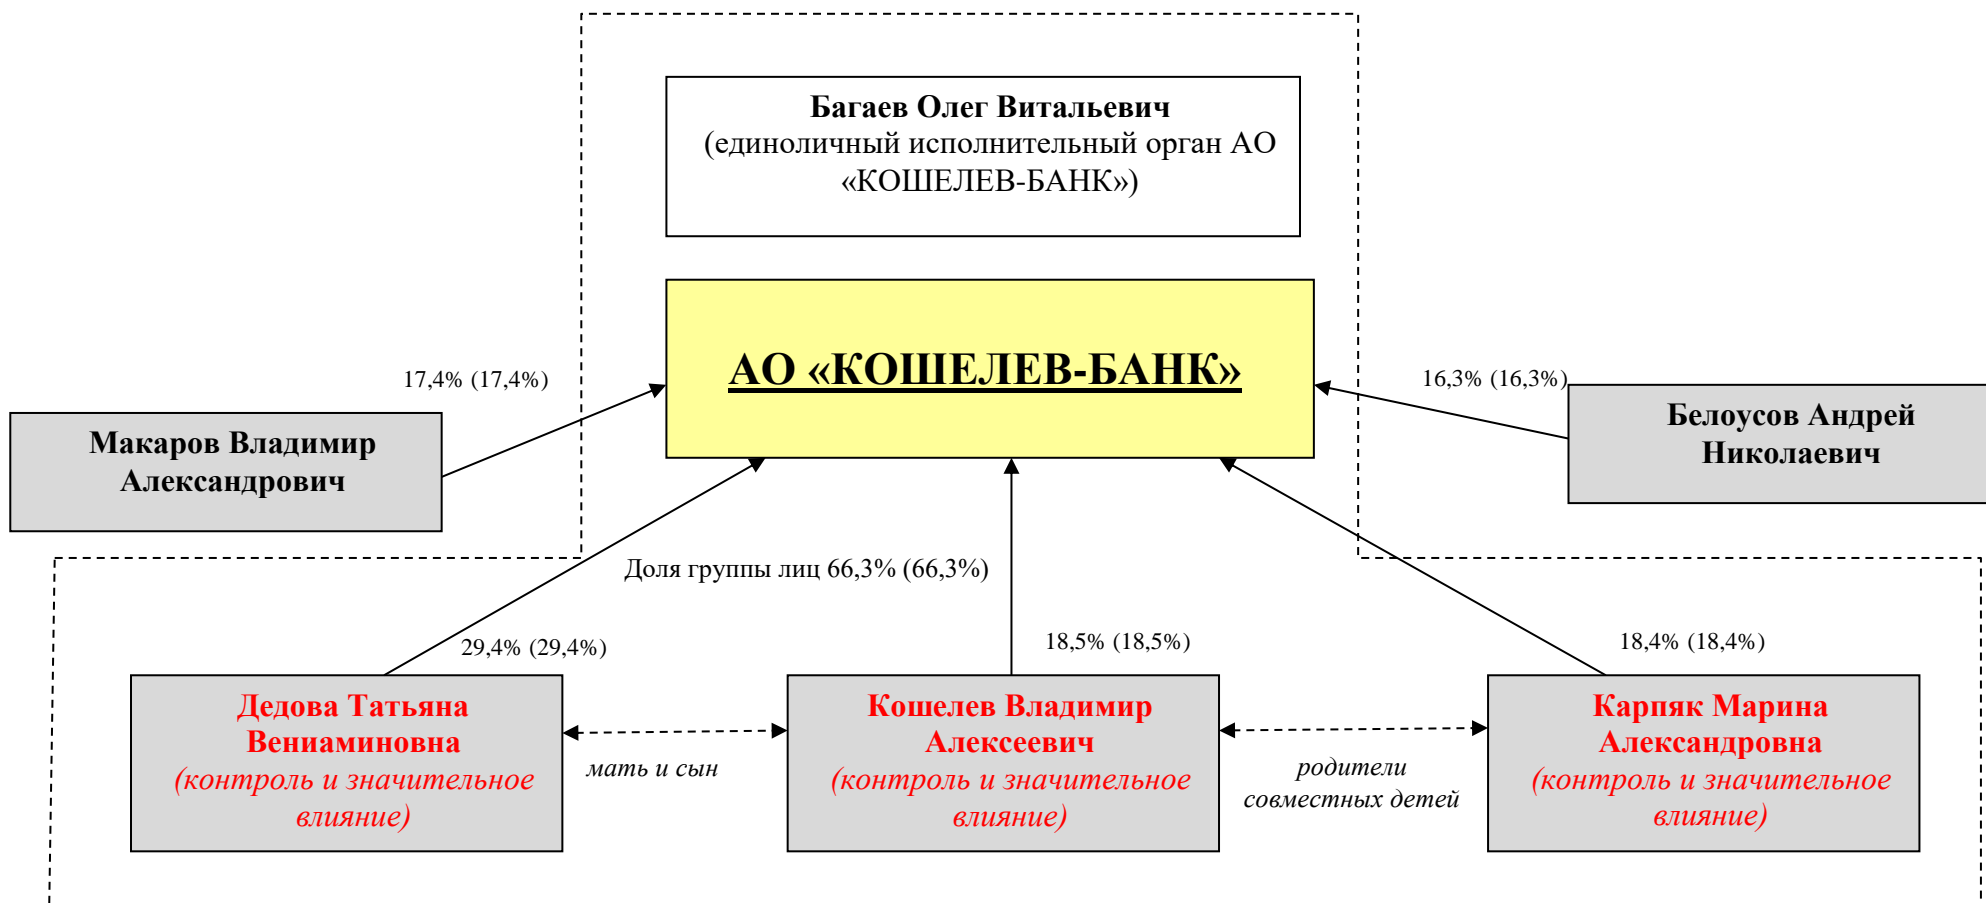 Багаев Олег Витальевич
(единоличный исполнительный орган АО
«КОШЕЛЕВ-БАНК»)
АО «КОШЕЛЕВ-БАНК»
17,4% (17,4%)
16,3% (16,3%)
Макаров Владимир
Александрович
Белоусов Андрей
Николаевич
Доля группы лиц 66,3% (66,3%)
29,4% (29,4%)
18,5% (18,5%)
18,4% (18,4%)
Дедова Татьяна
Вениаминовна
(контроль и значительное
влияние)
мать и сын
Кошелев Владимир
Алексеевич
(контроль и значительное
влияние)
родители
совместных детей
Карпяк Марина
Александровна
(контроль и значительное
влияние)